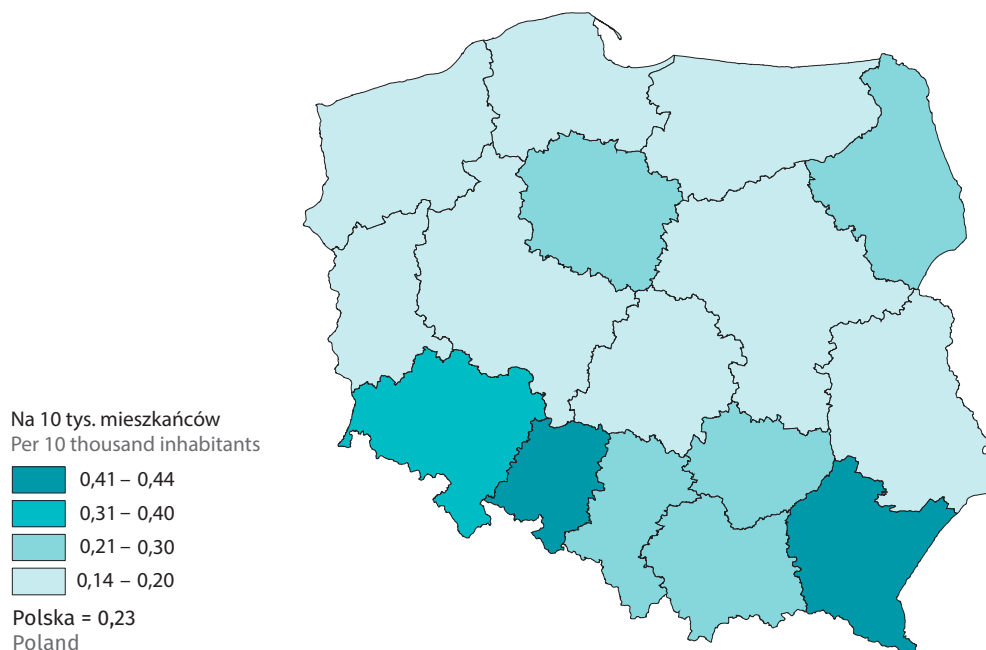 Na 10 tys. mieszkańców
Per 10 thousand inhabitants
0,41 – 0,44
0,31 – 0,40
0,21 – 0,30
0,14 – 0,20
Polska = 0,23
Poland